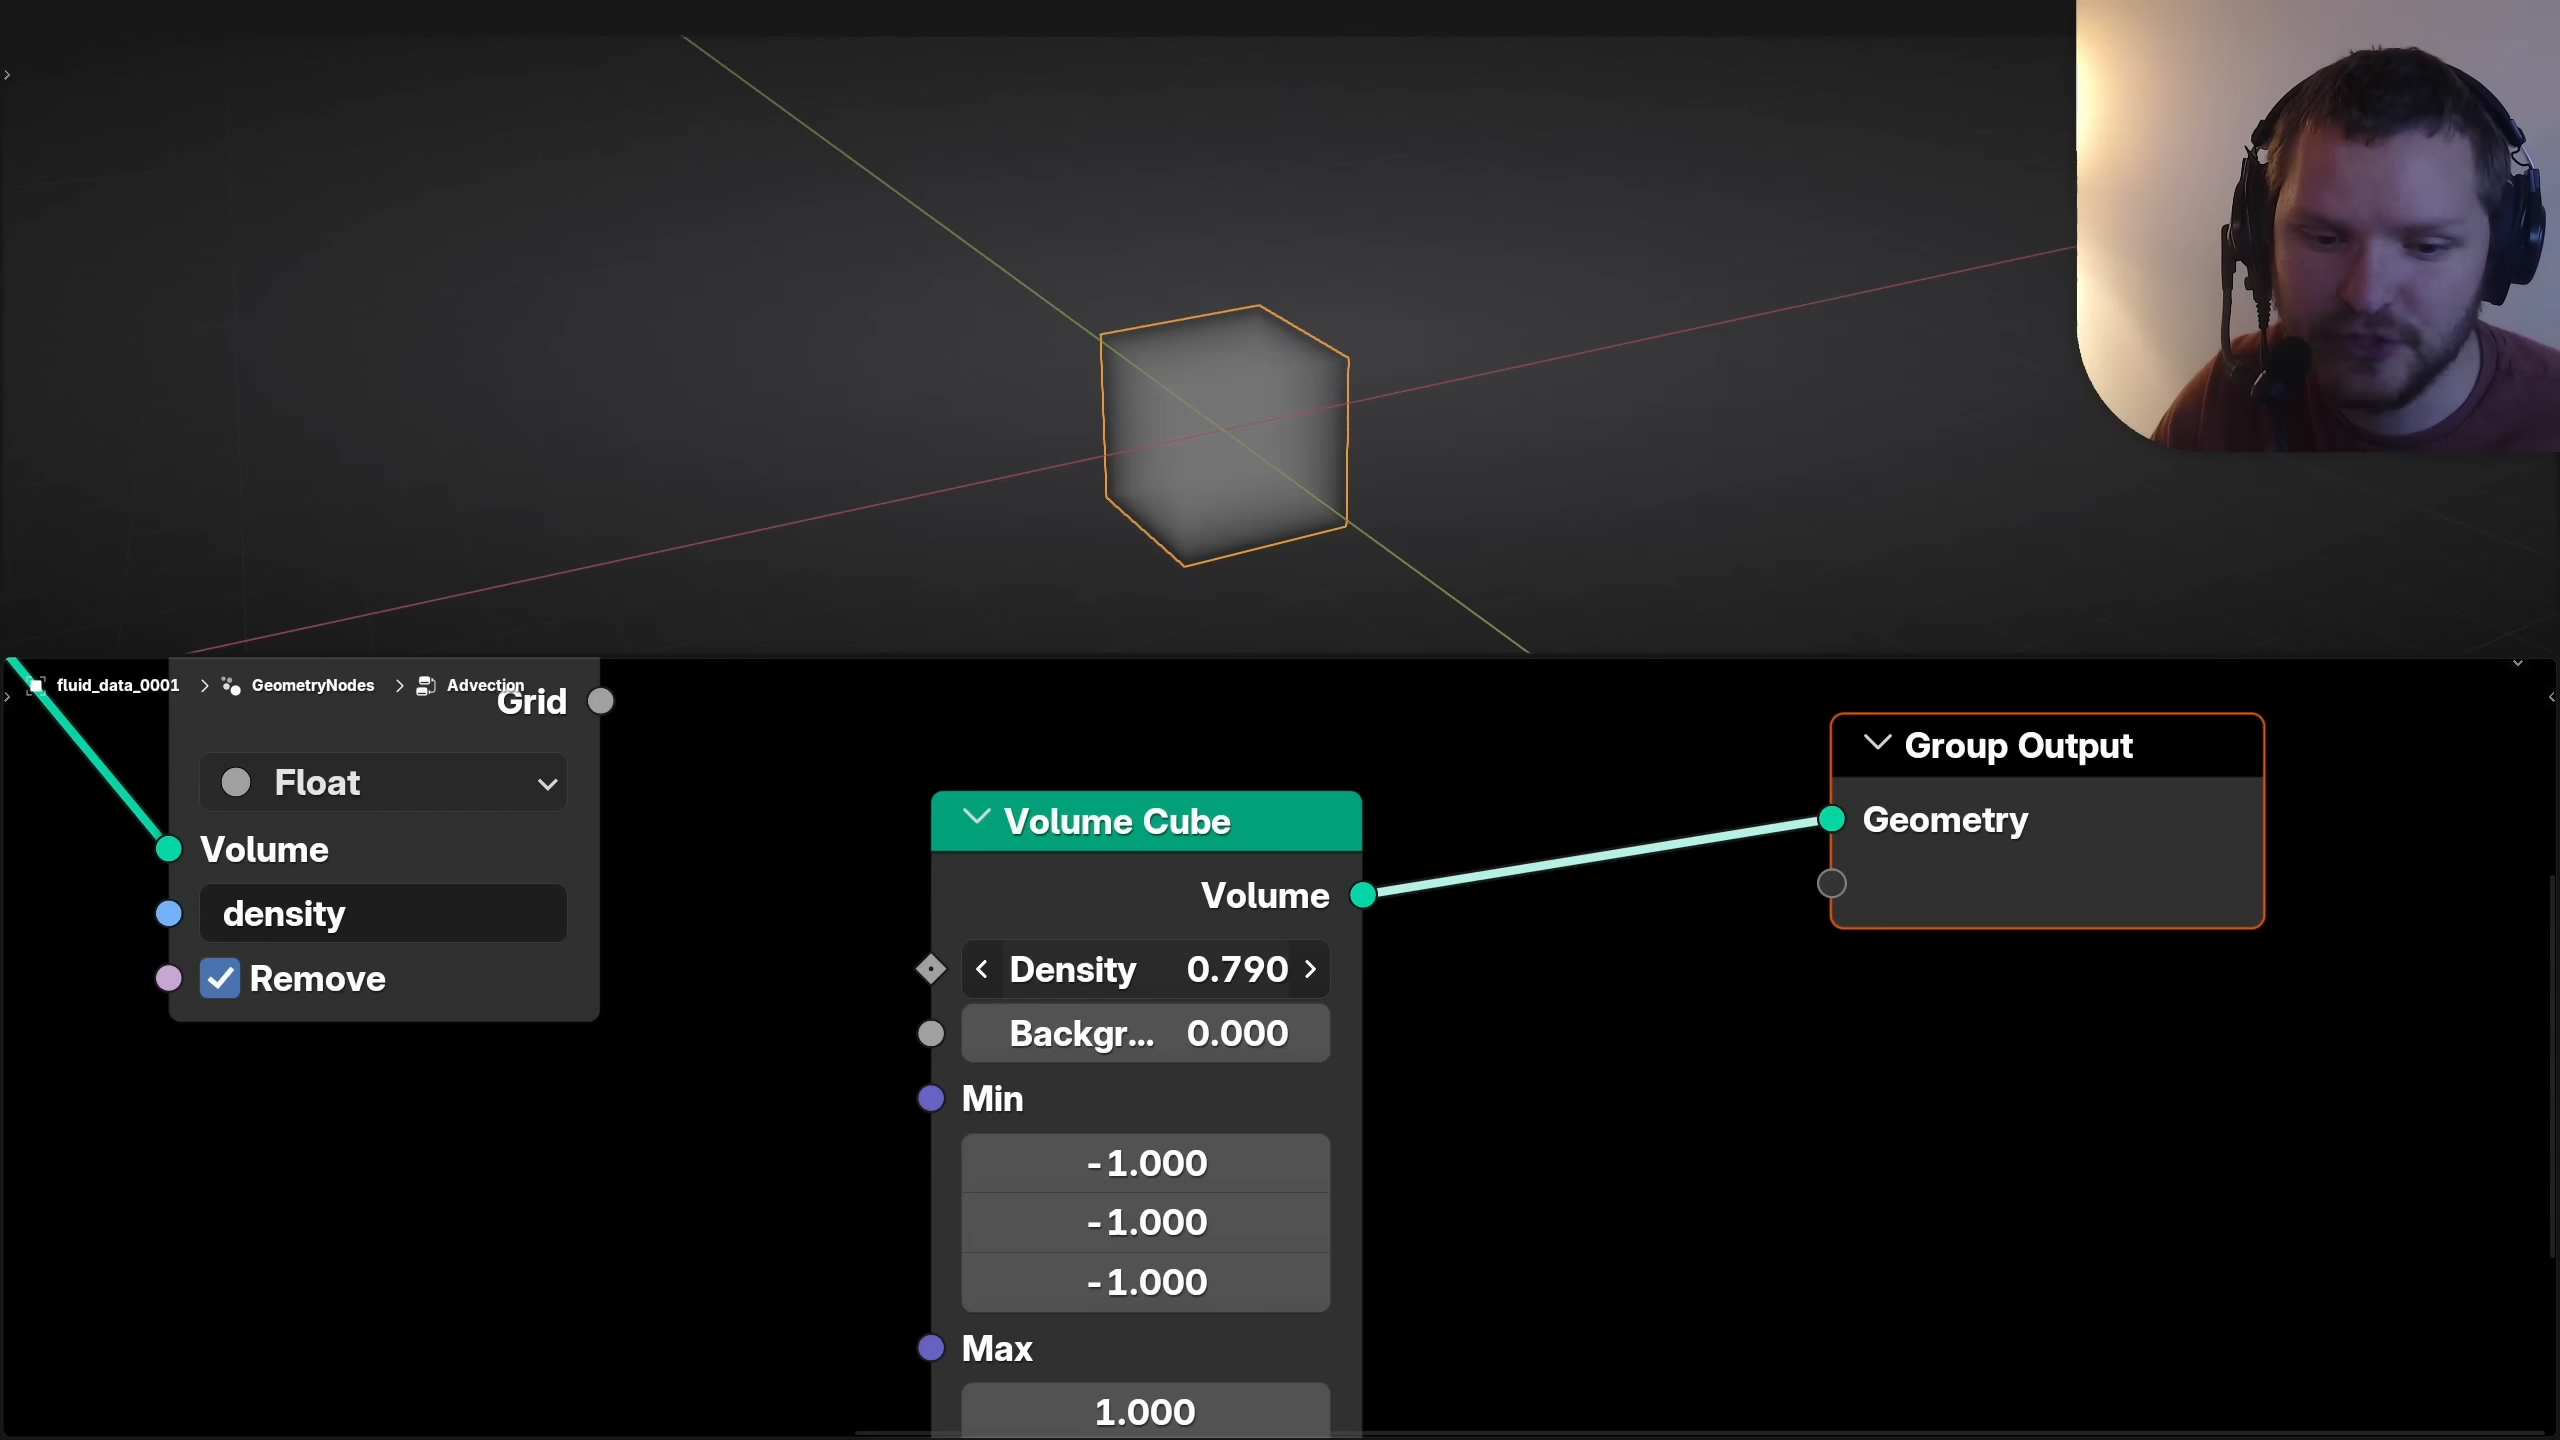 fluid_data_0001 > GeometryNodes > Advection
Grid
Float
Volume
density
Remove
Volume Cube
Volume
Density 0.790
Backgr... 0.000
Min
-1.000
-1.000
-1.000
Max
1.000
Group Output
Geometry